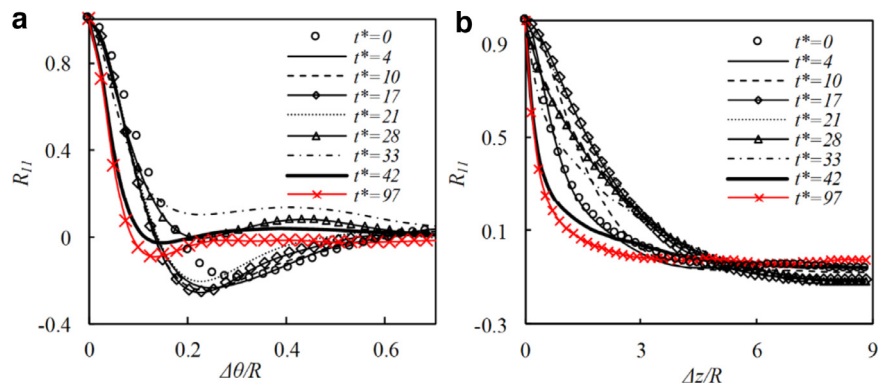 a
0.8
0.4
0
-0.4
0
0.2
0.4
0.6
R11
Δθ/R
t*=0
t*=4
t*=10
t*=17
t*=21
t*=28
t*=33
t*=42
t*=97
b
0.9
0.5
0.1
-0.3
0
3
6
9
R11
Δz/R
t*=0
t*=4
t*=10
t*=17
t*=21
t*=28
t*=33
t*=42
t*=97